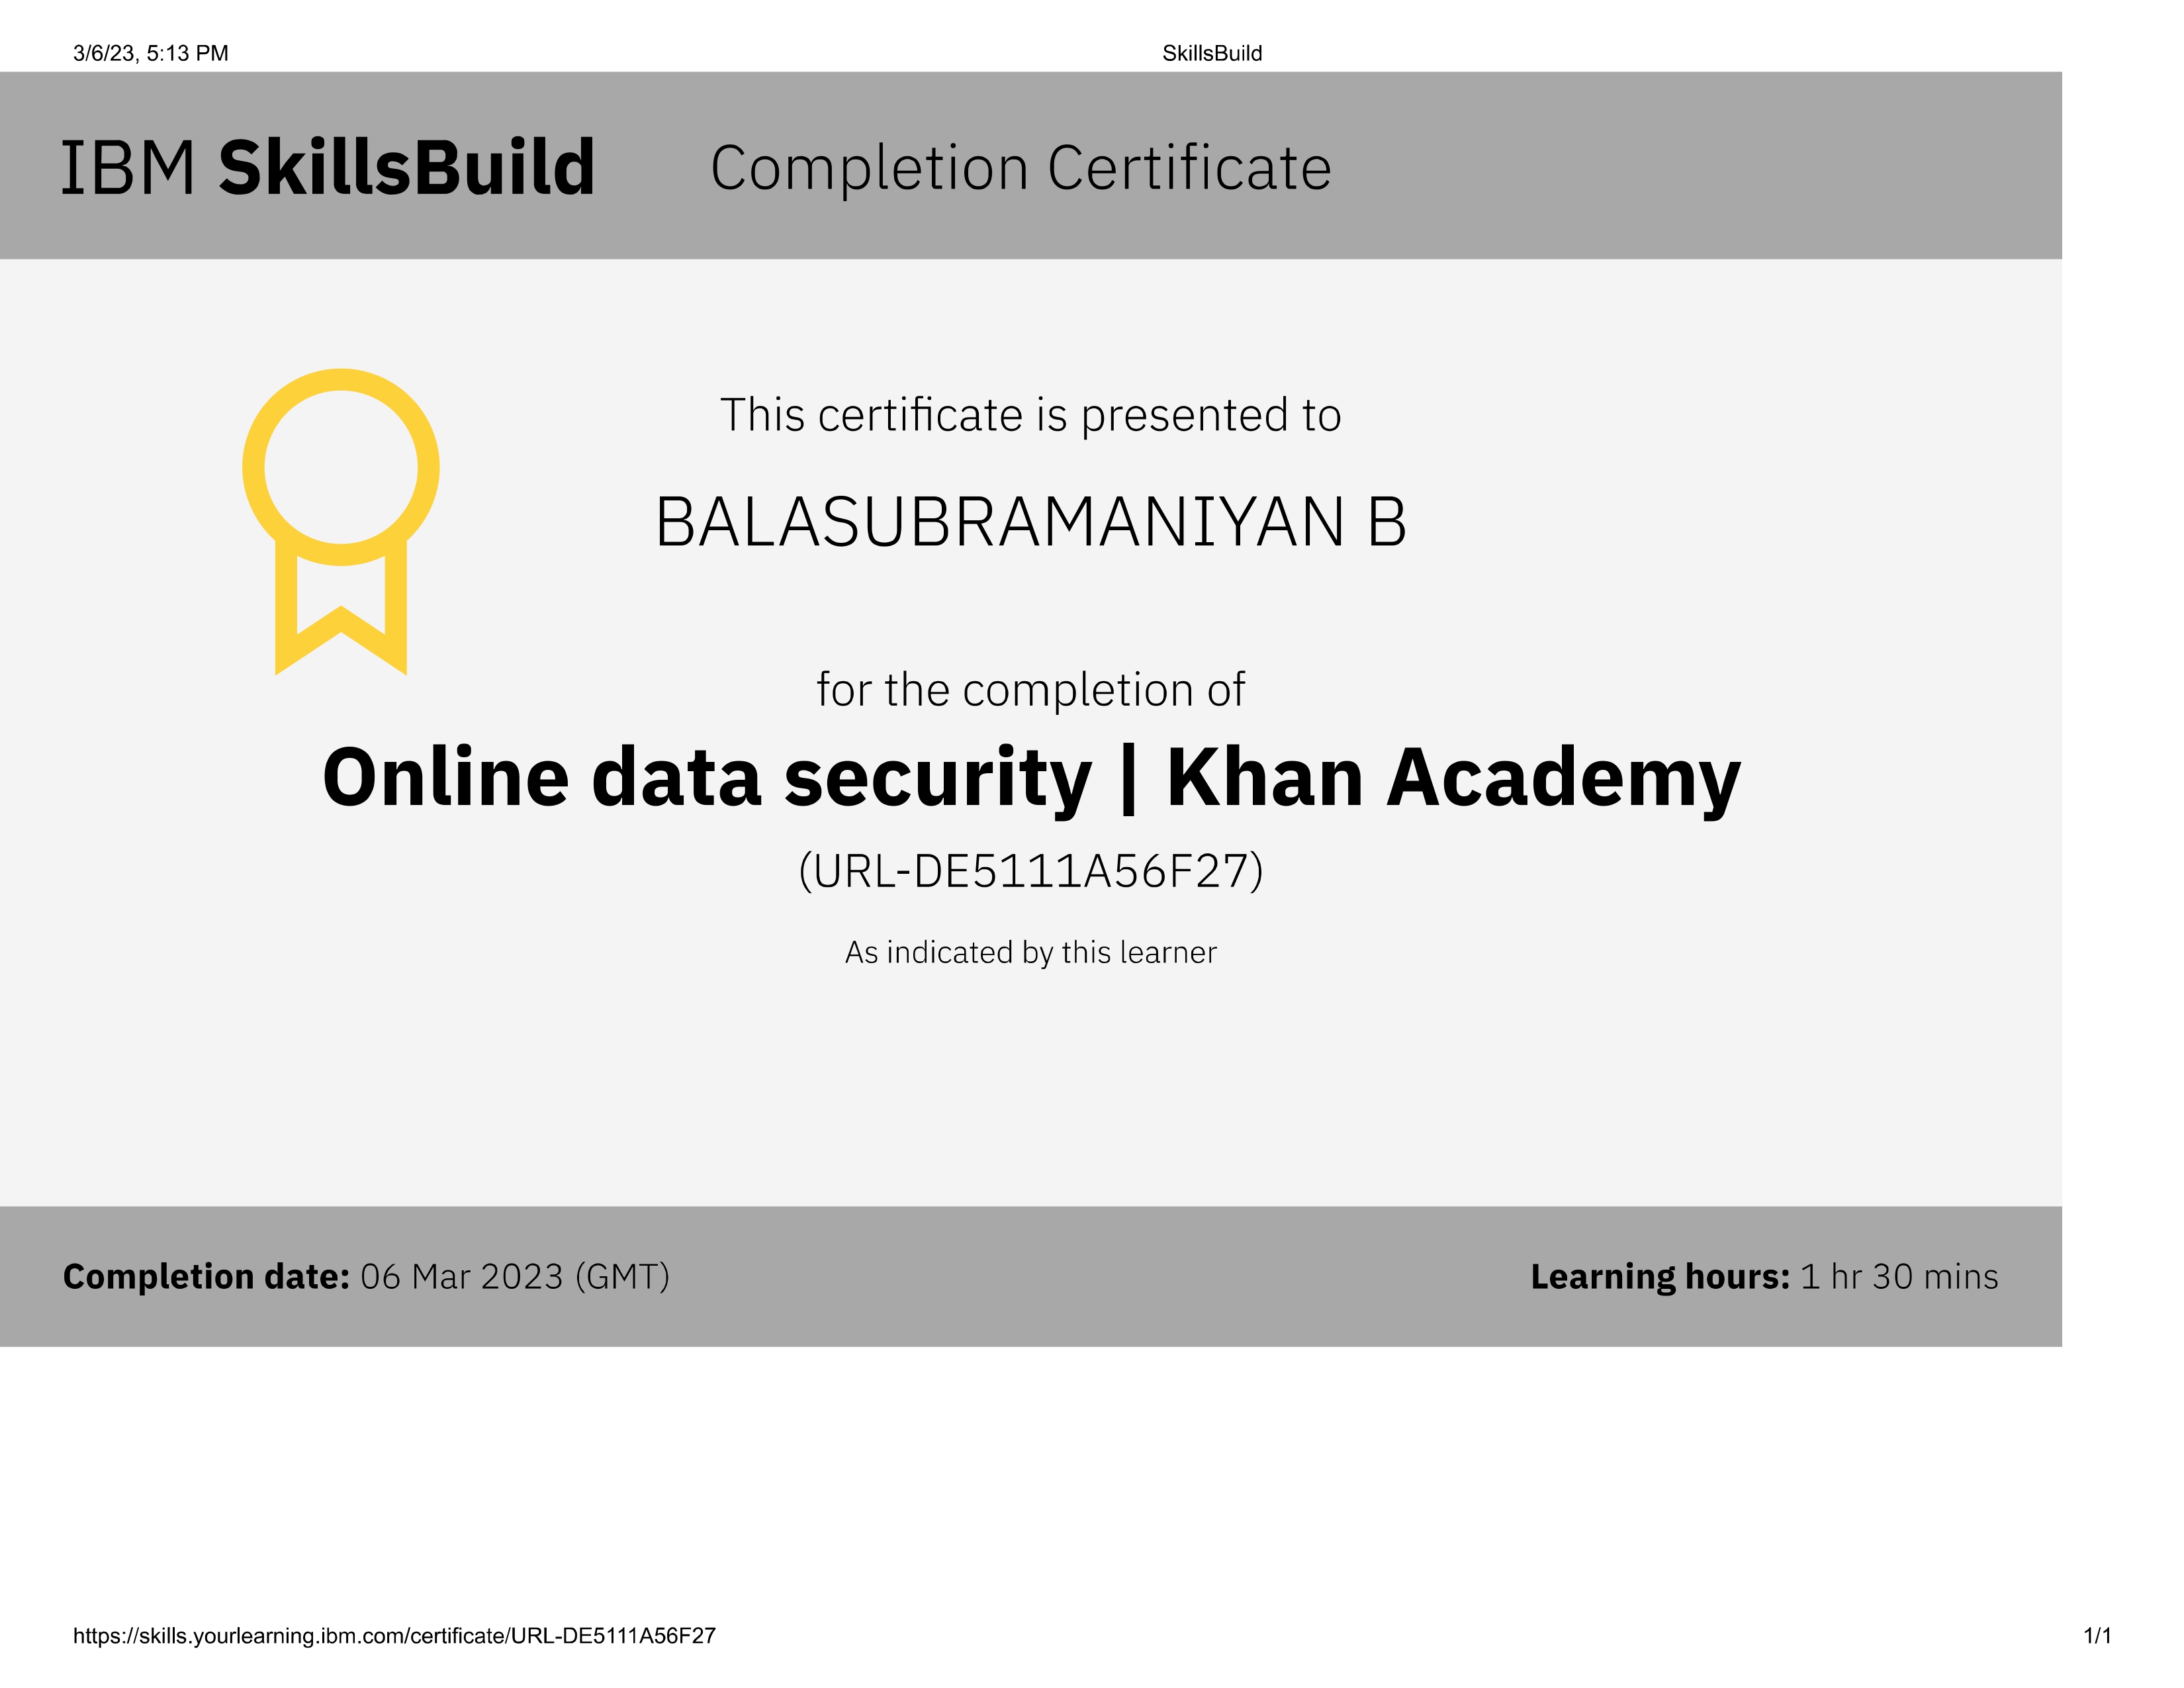 3/6/23, 5:13 PM SkillsBuild
IBM SkillsBuild Completion Certificate
This certificate is presented to
BALASUBRAMANIYAN B
for the completion of
Online data security | Khan Academy
(URL-DE5111A56F27)
As indicated by this learner
Completion date: 06 Mar 2023 (GMT) Learning hours: 1 hr 30 mins
https://skills.yourlearning.ibm.com/certificate/URL-DE5111A56F27 1/1